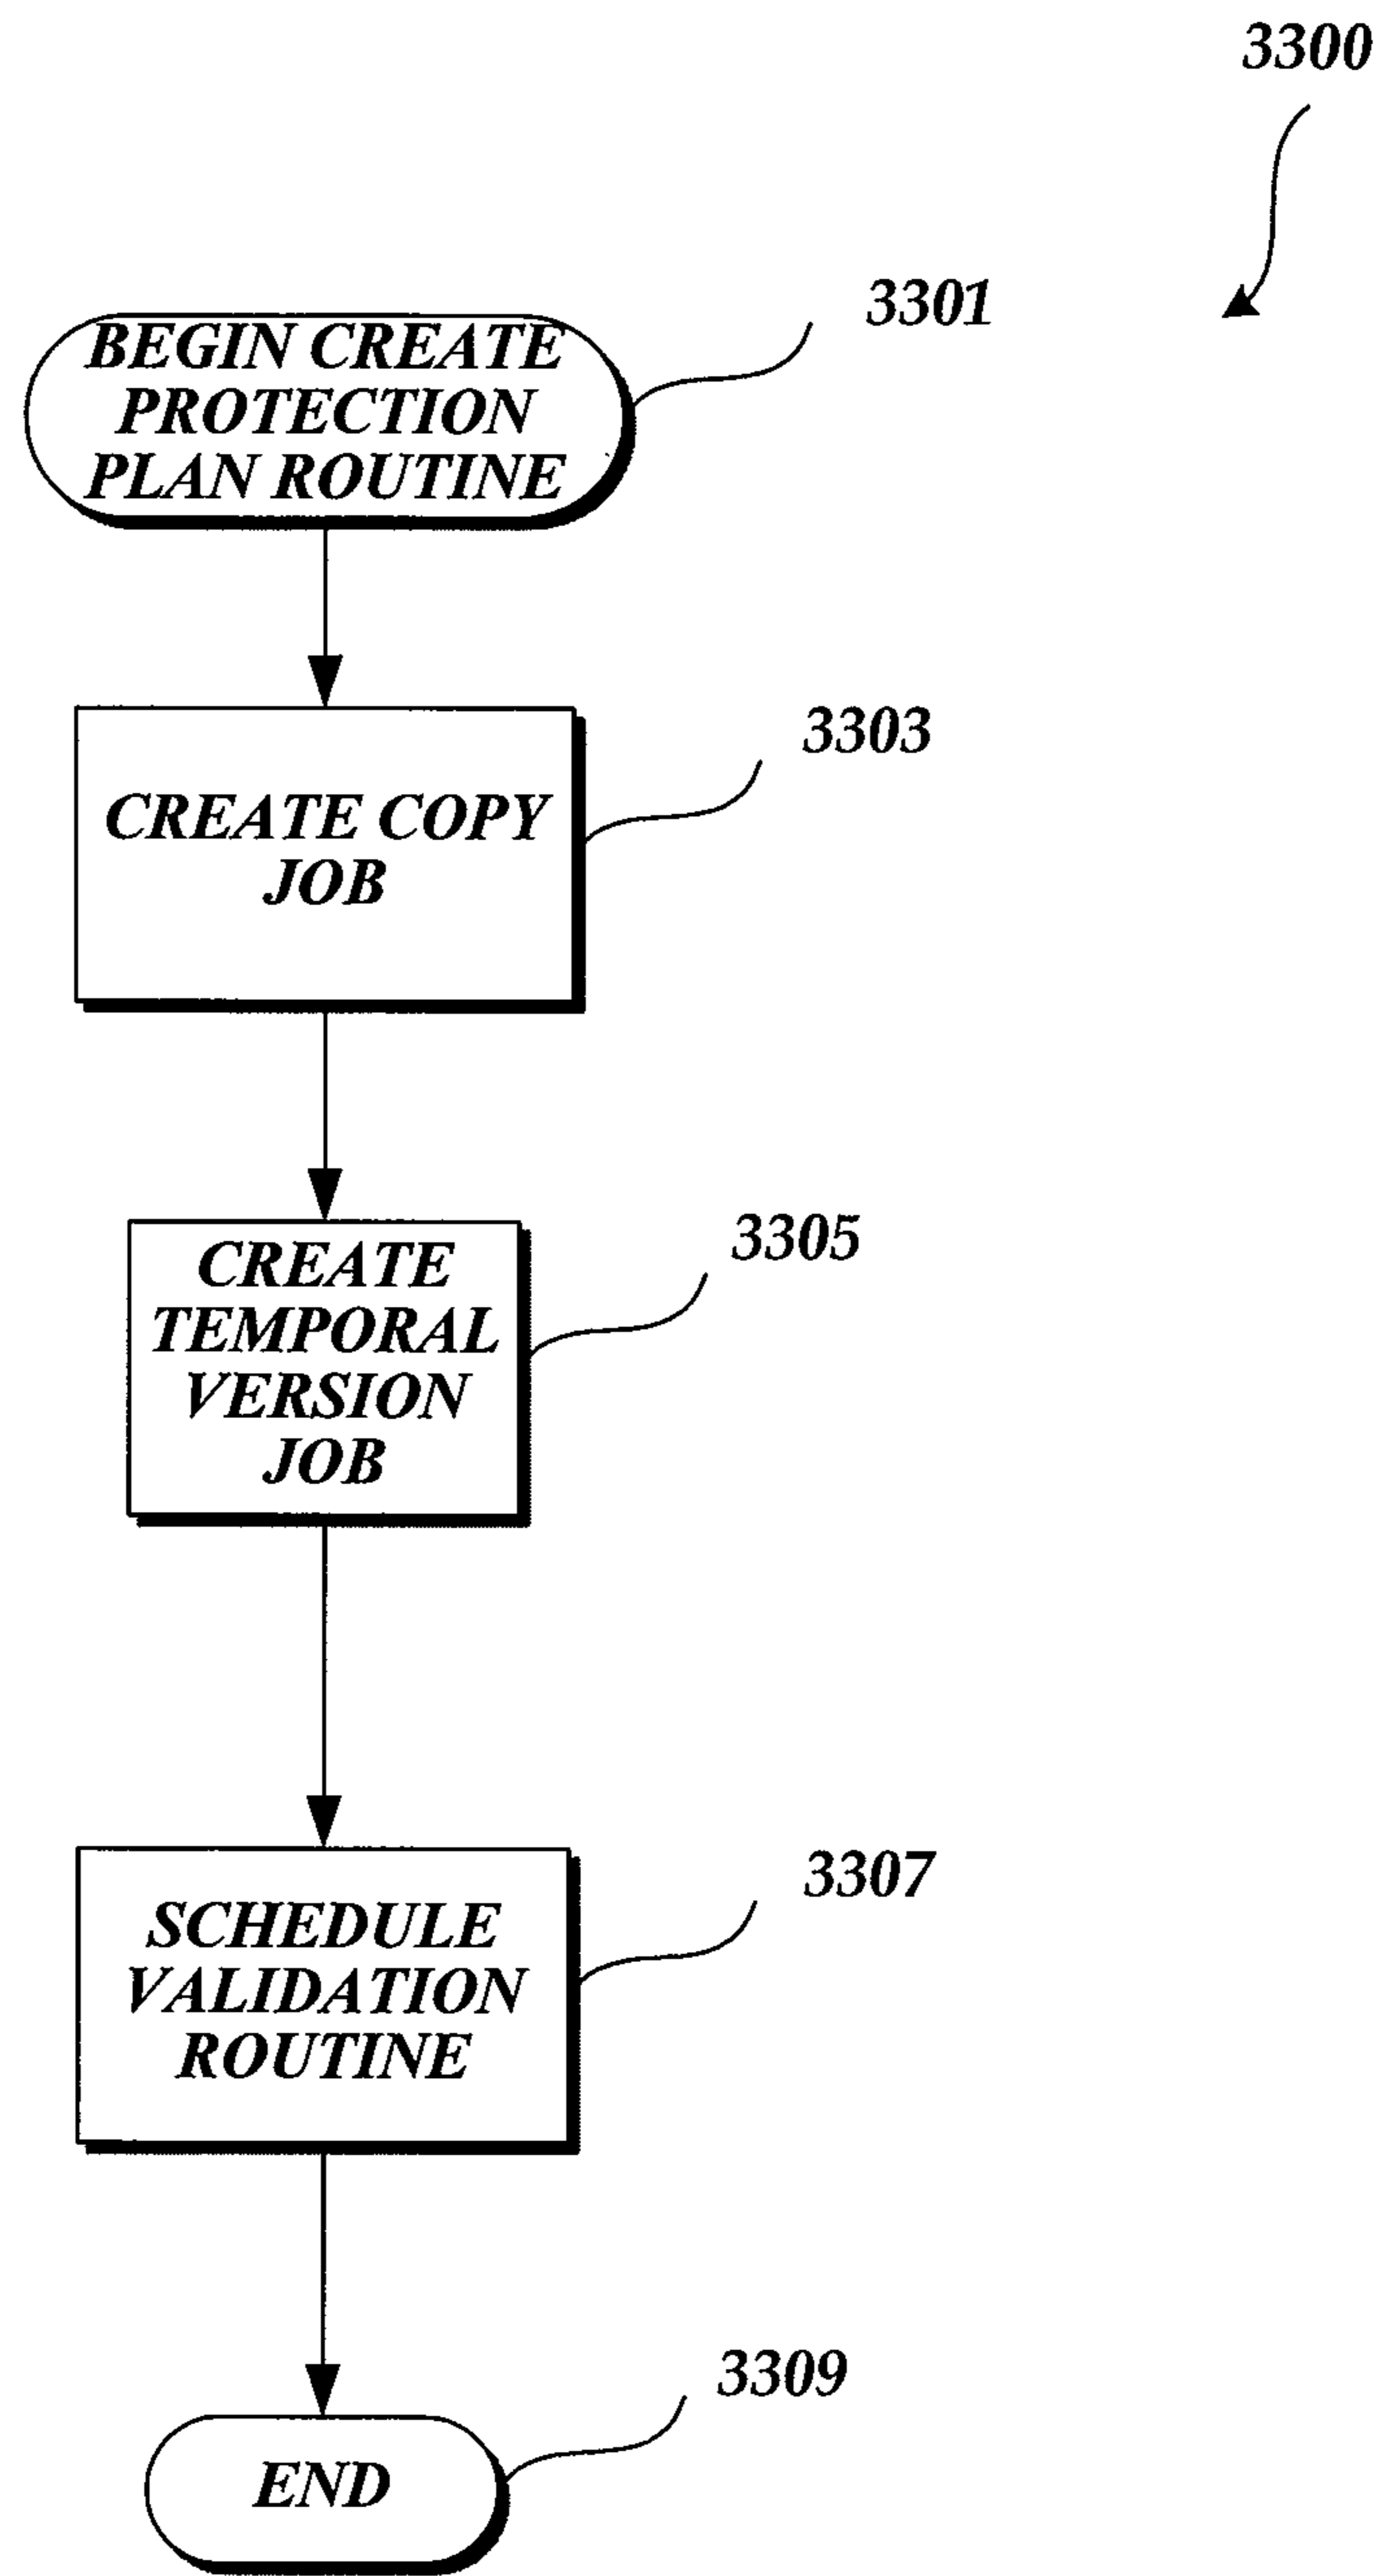 3300
3301
BEGIN CREATE
PROTECTION
PLAN ROUTINE
3303
CREATE COPY
JOB
3305
CREATE
TEMPORAL
VERSION
JOB
3307
SCHEDULE
VALIDATION
ROUTINE
3309
END